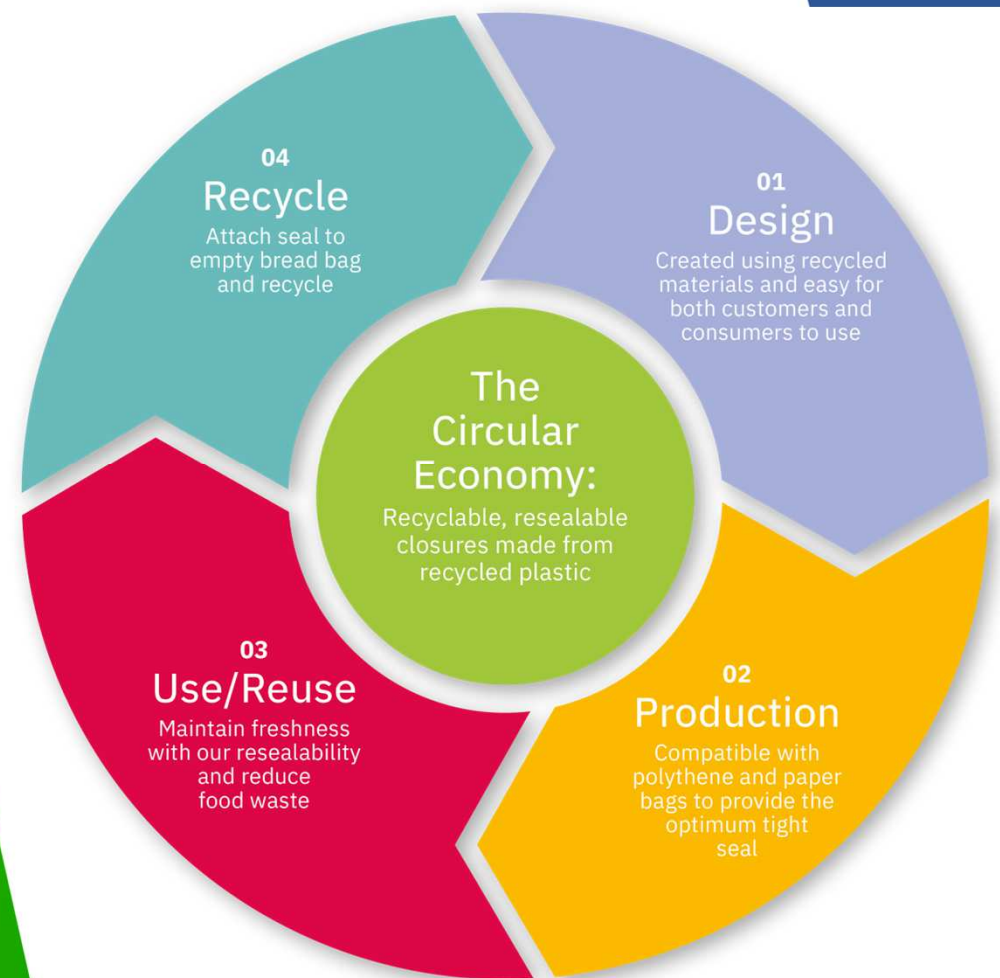 The
Circular
Economy:
Recyclable, resealable
closures made from
recycled plastic
01
Design
Created using recycled
materials and easy for
both customers and
consumers to use
02
Production
Compatible with
polythene and paper
bags to provide the
optimum tight
seal
03
Use/Reuse
Maintain freshness
with our resealability
and reduce
food waste
04
Recycle
Attach seal to
empty bread bag
and recycle